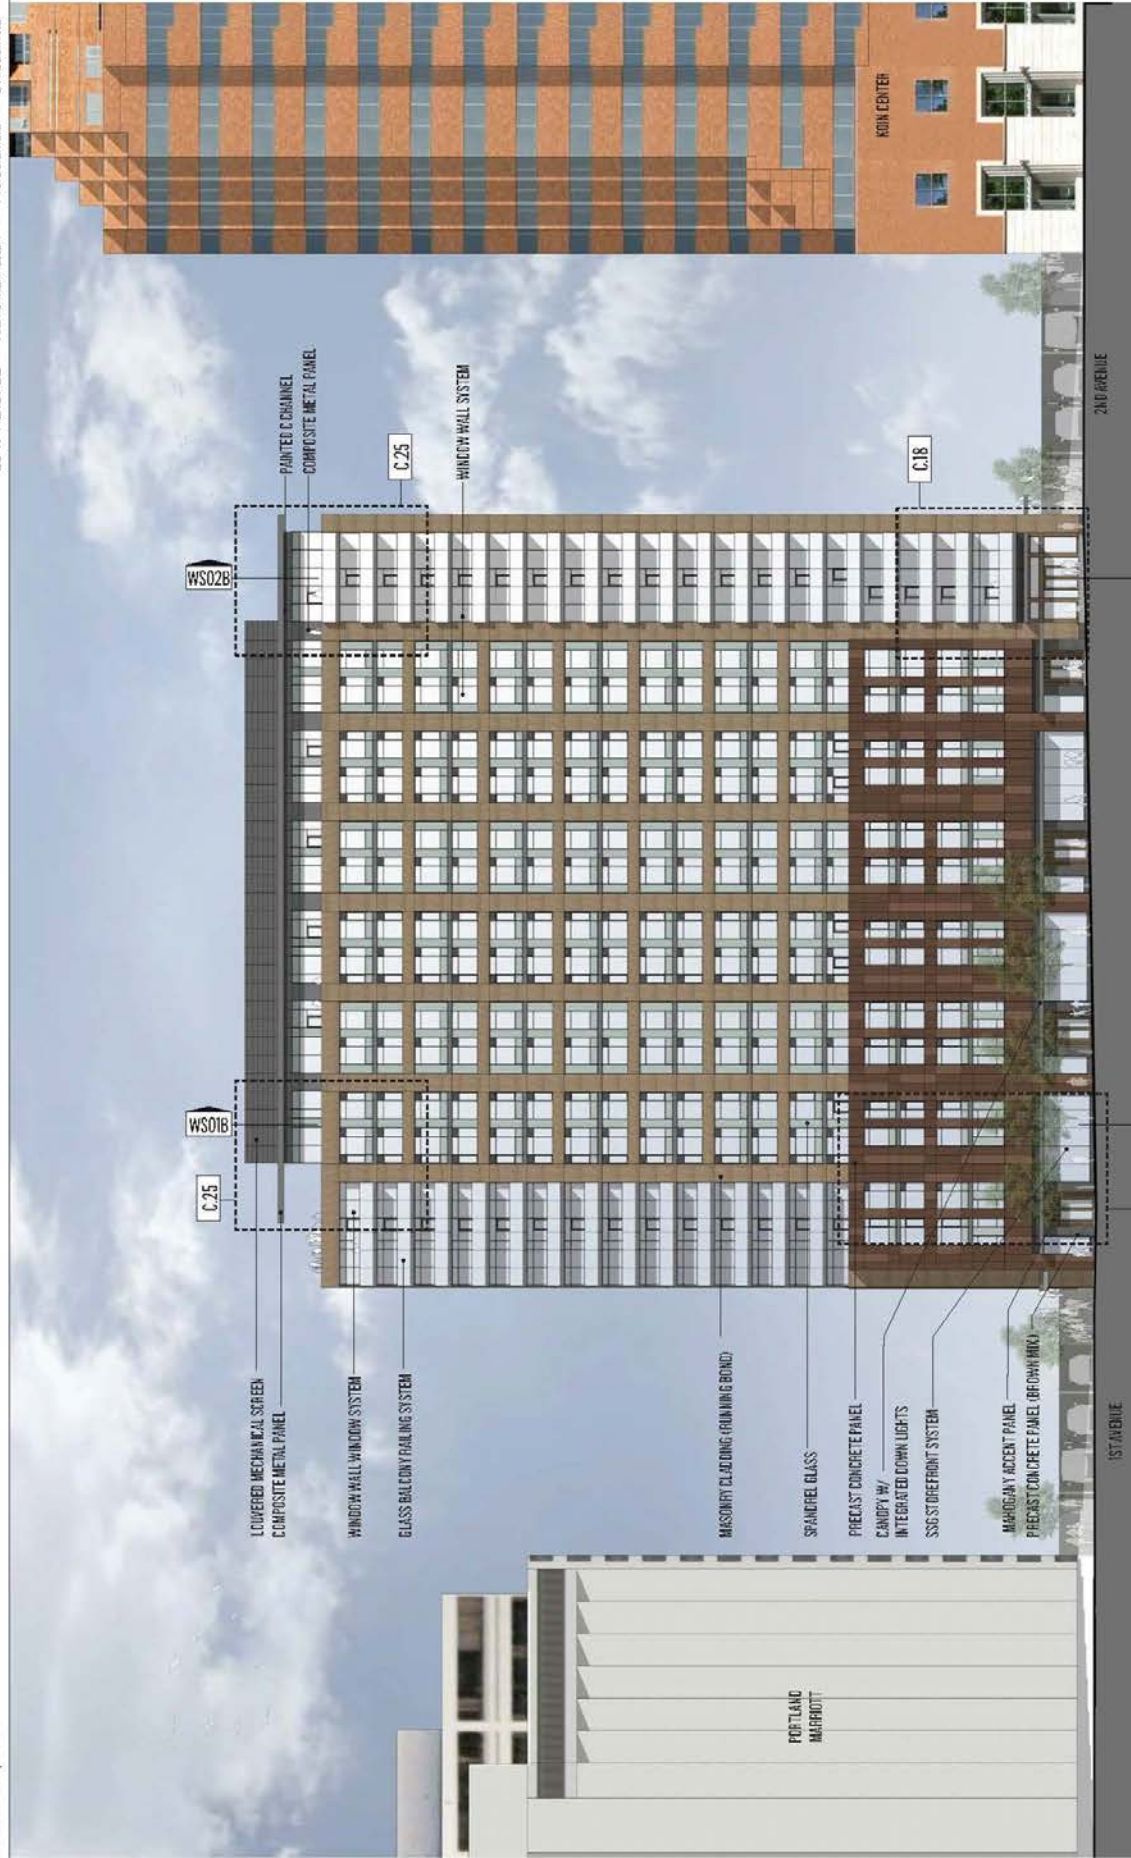 LOUVERED MECHANICAL SCREEN
COMPOSITE METAL PANEL
WINDOW WALL WINDOW SYSTEM
GLASS BALCONY RAILING SYSTEM
MASONRY CLADDING (RUNNING BOND)
SPANDREL GLASS
PRECAST CONCRETE PANEL
CANOPY W/
INTEGRATED DOWN LIGHTS
SSG STOREFRONT SYSTEM
MAHOGANY ACCENT PANEL
PRECAST CONCRETE PANEL (BROWN MIX)
PORTLAND
MARRIOTT
1ST AVENUE
C.25
WS01B
WS02B
PAINTED C CHANNEL
COMPOSITE METAL PANEL
C.25
WINDOW WALL SYSTEM
C.18
2ND AVENUE
KOIN CENTER